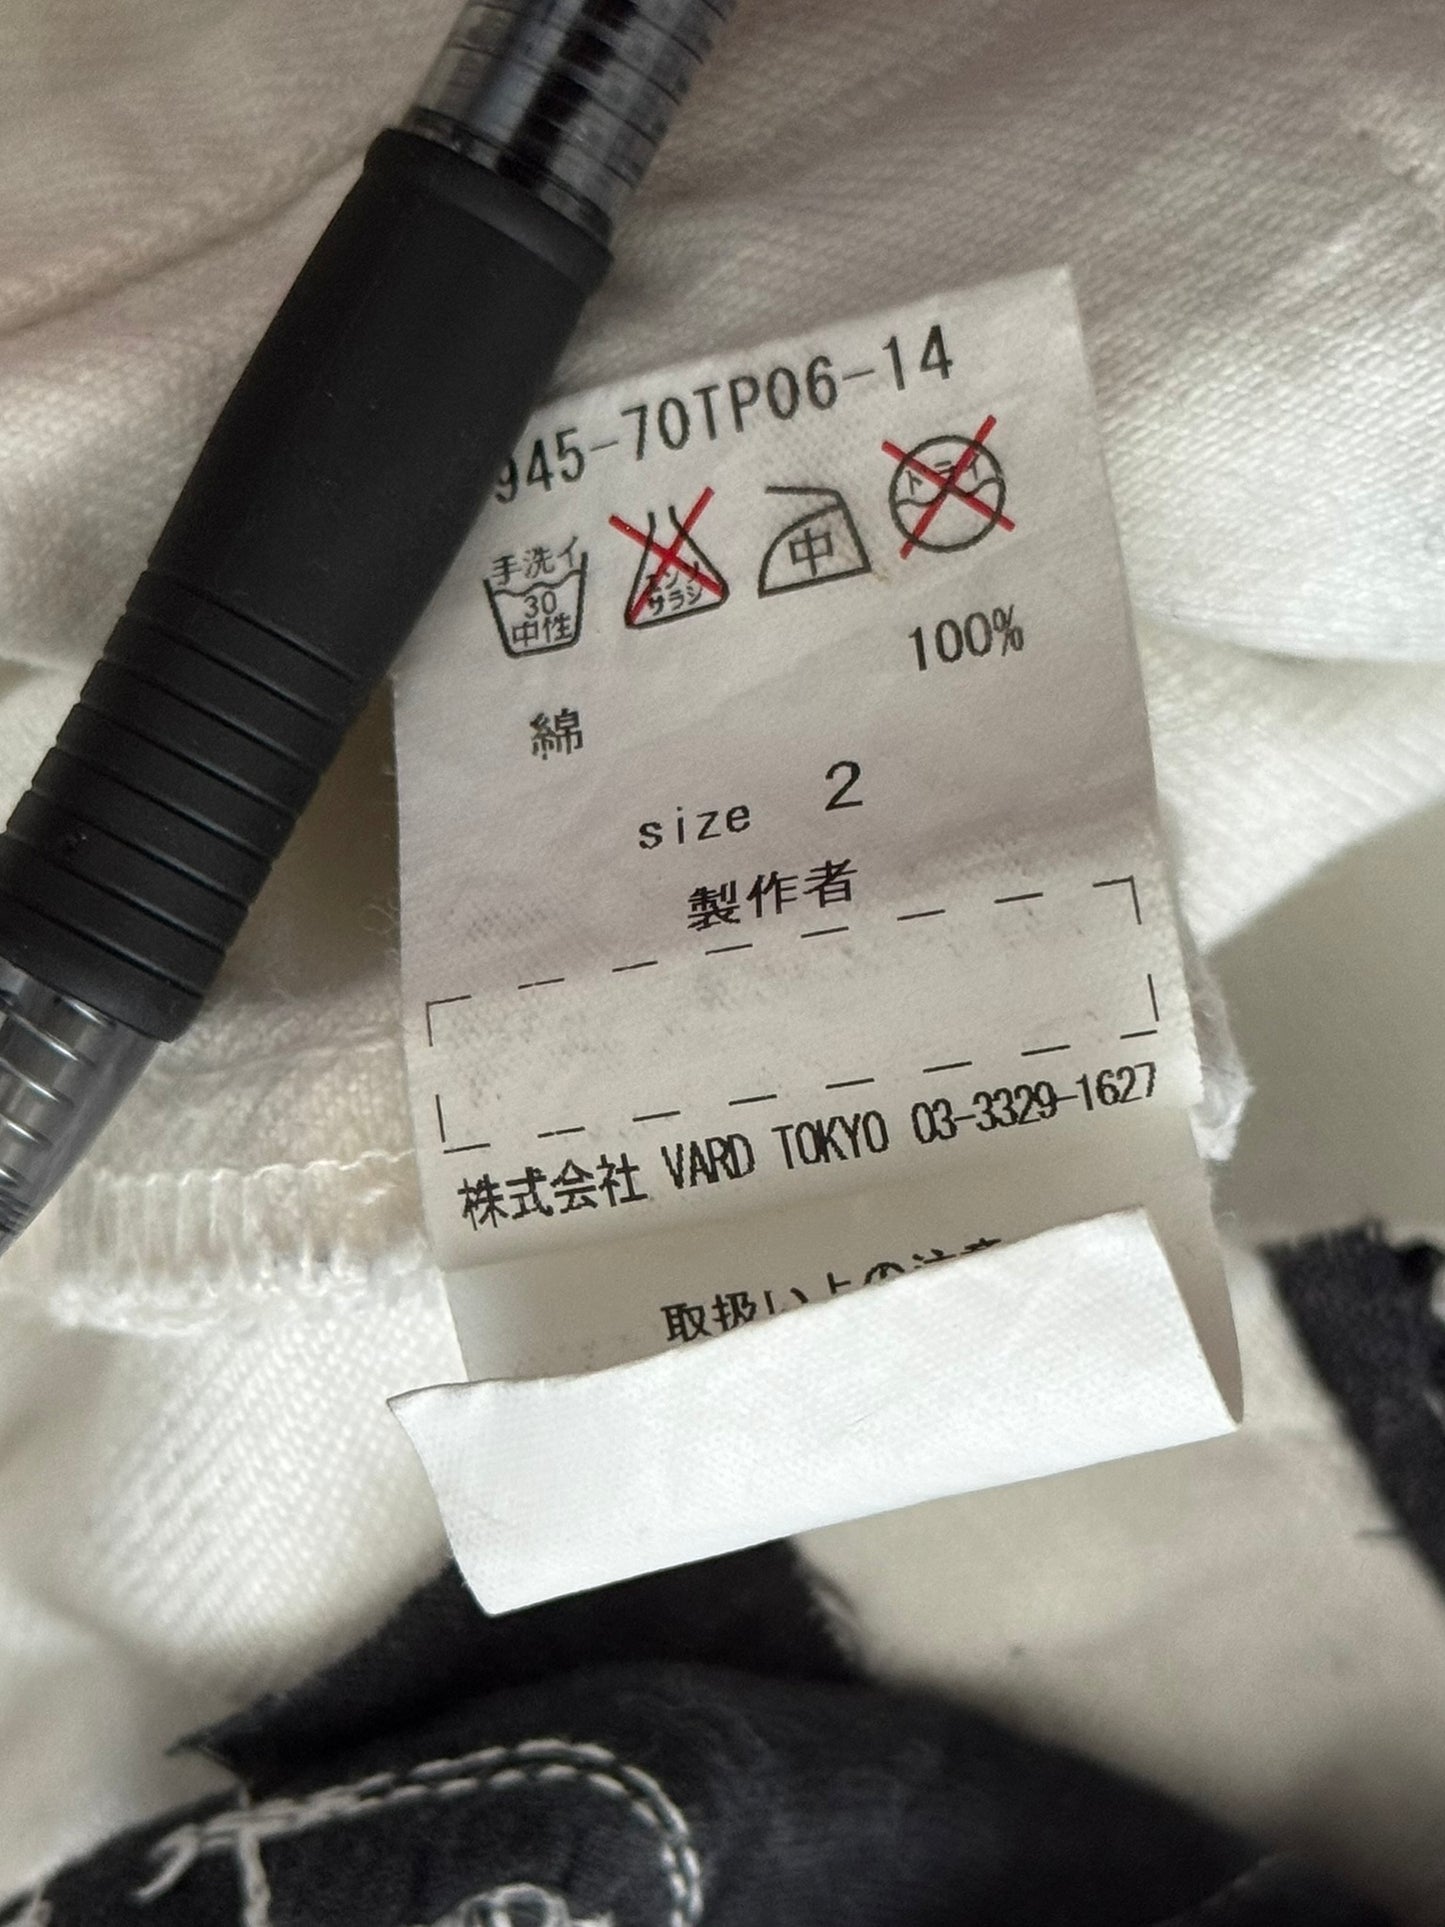 945-70TP06-14
手洗イ
30
中性
エンソ
サラシ
中
ドライ
100%
綿
size 2
製作者
株式会社 VARD TOKYO 03-3329-1627
取扱い上の注意